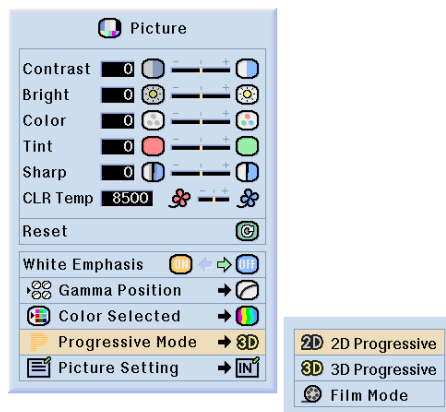 Picture
Contrast 0 - +
Bright 0 - +
Color 0 - +
Tint 0 - +
Sharp 0 - +
CLR Temp 8500 - +
Reset
White Emphasis ON OFF
Gamma Position
Color Selected
P Progressive Mode 3D
Picture Setting IN
2D 2D Progressive
3D 3D Progressive
Film Mode